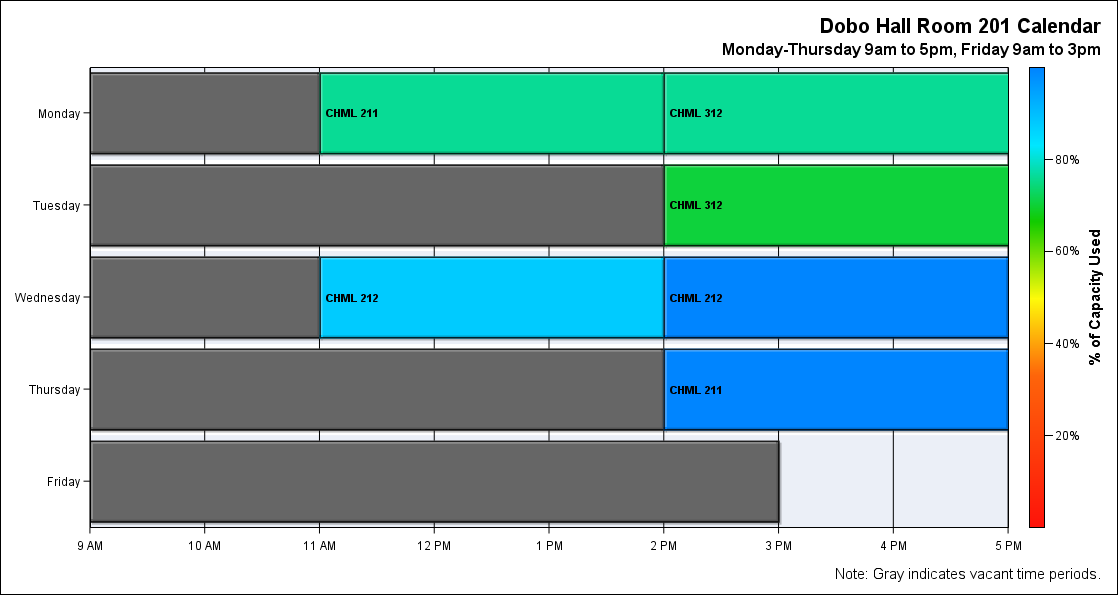 Dobo Hall Room 201 Calendar
Monday-Thursday 9am to 5pm, Friday 9am to 3pm
Monday
CHML 211
CHML 312
Tuesday
CHML 312
Wednesday
CHML 212
CHML 212
Thursday
CHML 211
Friday
9 AM
10 AM
11 AM
12 PM
1 PM
2 PM
3 PM
4 PM
5 PM
80%
60%
40%
20%
% of Capacity Used
Note: Gray indicates vacant time periods.